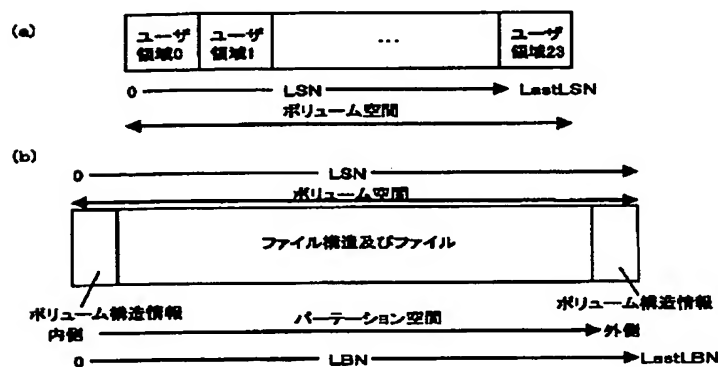 (a)
ユーザ
領域0
ユーザ
領域1
...
ユーザ
領域23
0 LSN LastLSN
ボリューム空間
(b)
0 LSN
ボリューム空間
ファイル構造及びファイル
ボリューム構造情報 ボリューム構造情報
内側 パーテーション空間 外側
0 LBN LastLBN